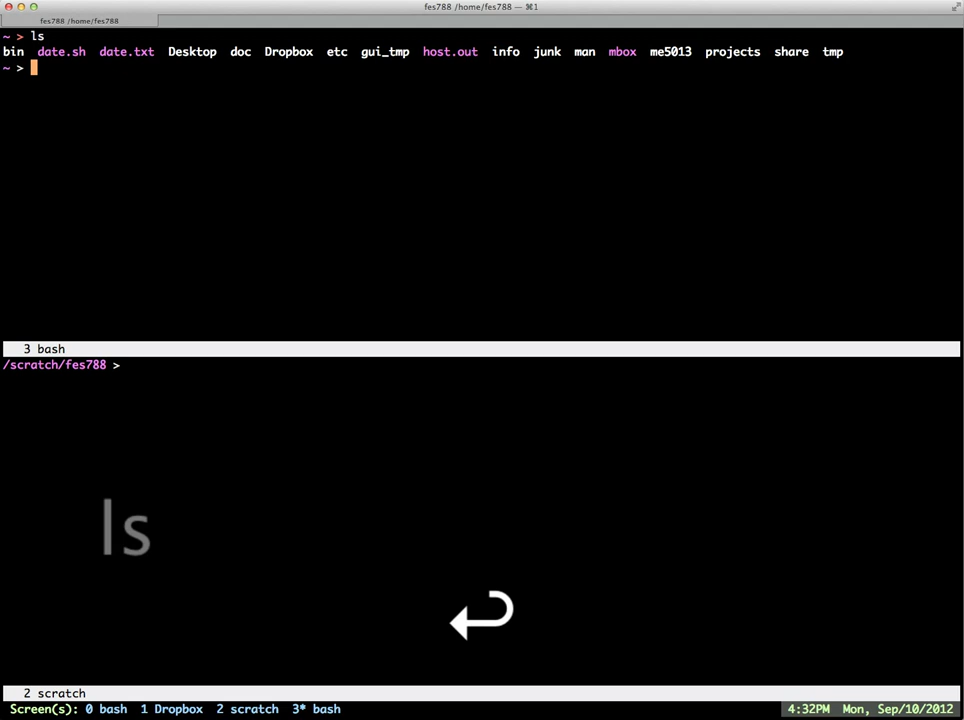 fes788 /home/fes788 — ⌘1
fes788 /home/fes788
~ > ls
bin date.sh date.txt Desktop doc Dropbox etc gui_tmp host.out info junk man mbox me5013 projects share tmp
~ >
3 bash
/scratch/fes788 >
ls
2 scratch
Screen(s): 0 bash 1 Dropbox 2 scratch 3* bash 4:32PM Mon, Sep/10/2012